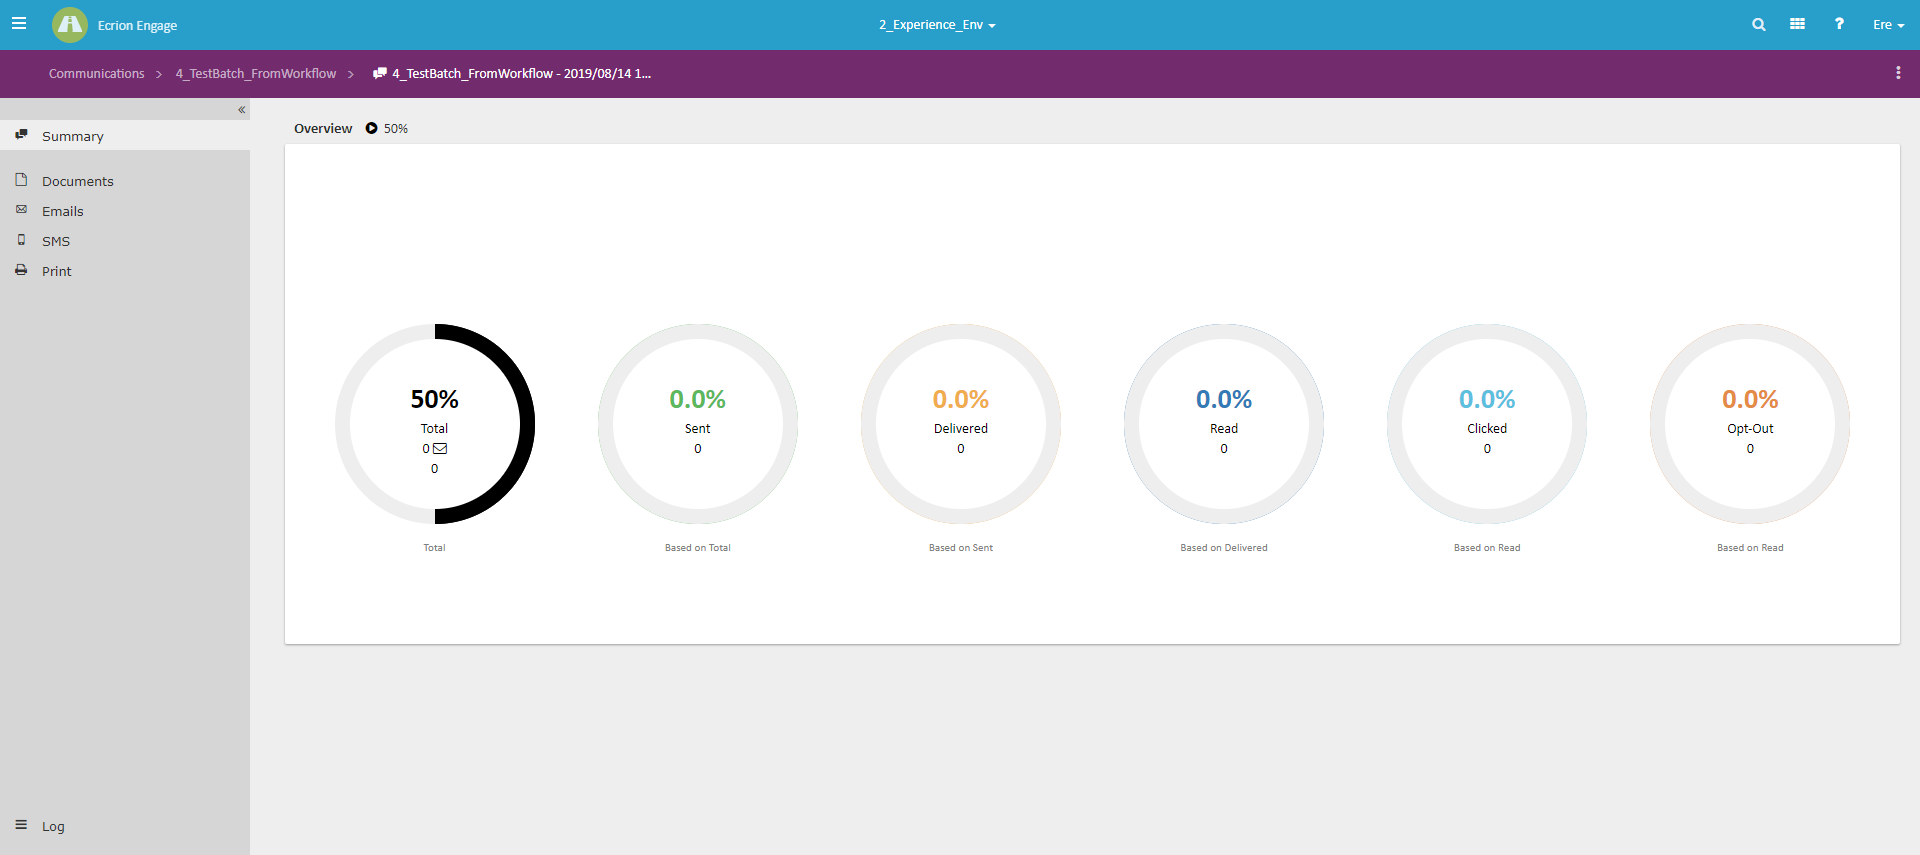 Ecrion Engage
2_Experience_Env
?
Ere
Communications > 4_TestBatch_FromWorkflow > 4_TestBatch_FromWorkflow - 2019/08/14 1...
«
Summary
Documents
Emails
SMS
Print
Log
Overview 50%
50%
Total
0
0
Total
0.0%
Sent
0
Based on Total
0.0%
Delivered
0
Based on Sent
0.0%
Read
0
Based on Delivered
0.0%
Clicked
0
Based on Read
0.0%
Opt-Out
0
Based on Read